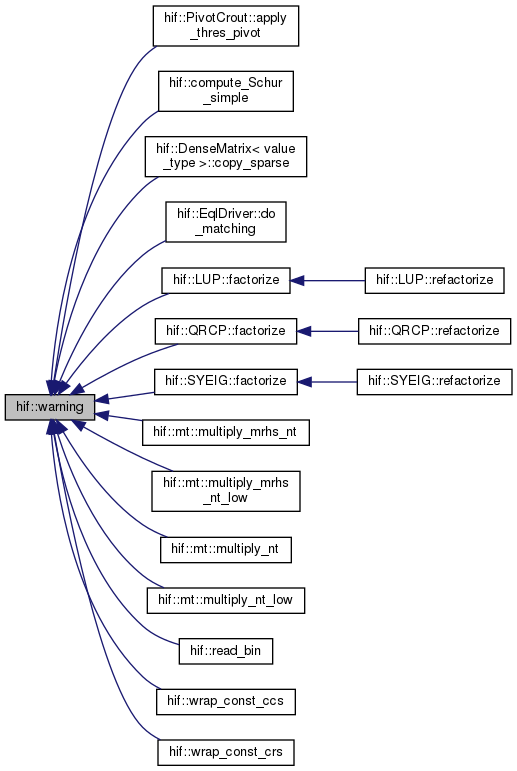 hif::PivotCrout::apply
_thres_pivot
hif::compute_Schur
_simple
hif::DenseMatrix< value
_type >::copy_sparse
hif::EqlDriver::do
_matching
hif::LUP::factorize
hif::LUP::refactorize
hif::QRCP::factorize
hif::QRCP::refactorize
hif::SYEIG::factorize
hif::SYEIG::refactorize
hif::warning
hif::mt::multiply_mrhs_nt
hif::mt::multiply_mrhs
_nt_low
hif::mt::multiply_nt
hif::mt::multiply_nt_low
hif::read_bin
hif::wrap_const_ccs
hif::wrap_const_crs